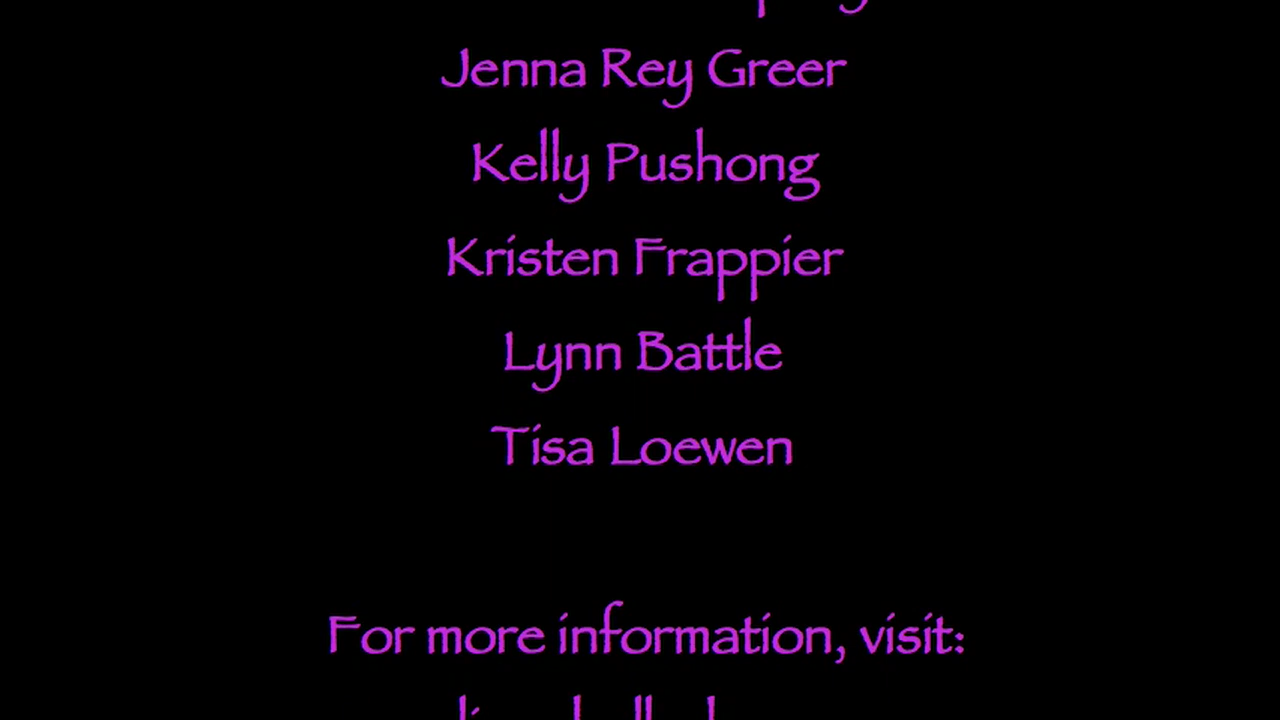 Jenna Rey Greer
Kelly Pushong
Kristen Frappier
Lynn Battle
Tisa Loewen
For more information, visit: